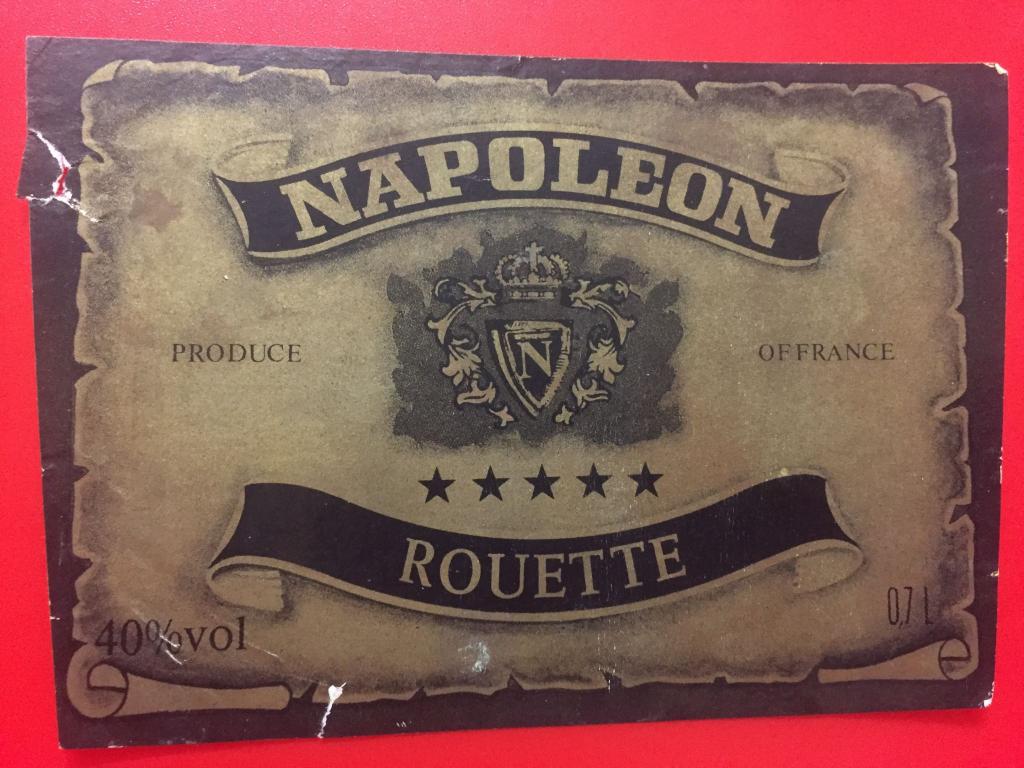 NAPOLEON
N
PRODUCE OF FRANCE
ROUETTE
40%vol
0,7 L